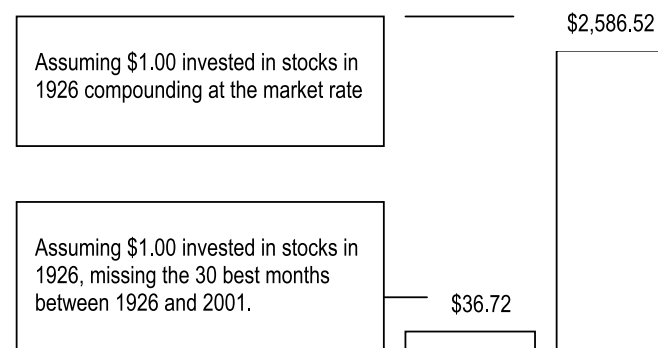 $2,586.52
Assuming $1.00 invested in stocks in
1926 compounding at the market rate
Assuming $1.00 invested in stocks in
1926, missing the 30 best months
between 1926 and 2001.
$36.72